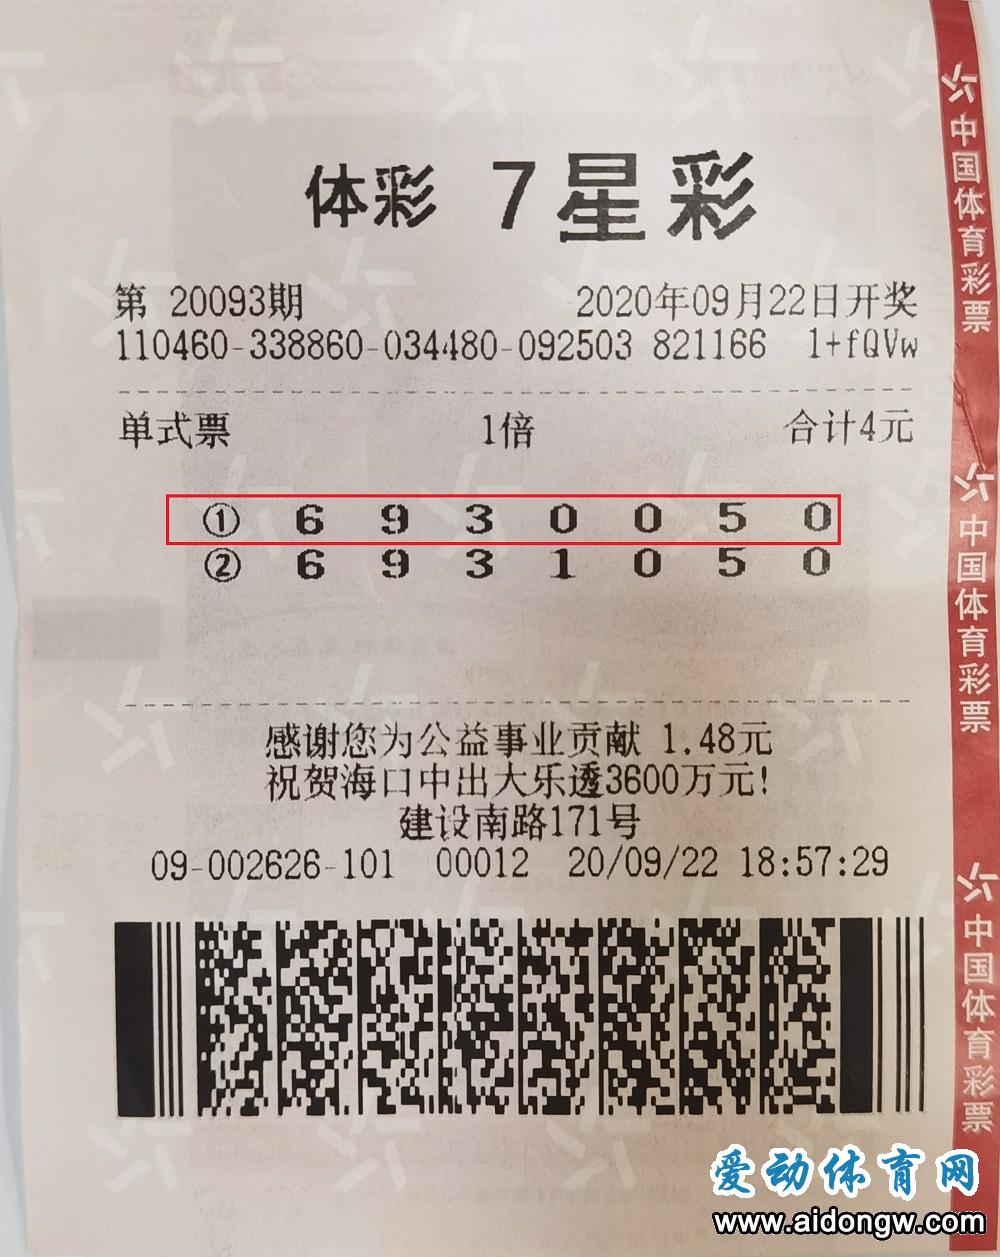 体彩 7星彩
第 20093期 2020年09月22日开奖
110460-338860-034480-092503 821166 1+fQVw
单式票 1倍 合计4元
① 6 9 3 0 0 5 0
② 6 9 3 1 0 5 0
感谢您为公益事业贡献 1.48元
祝贺海口中出大乐透3600万元!
建设南路171号
09-002626-101 00012 20/09/22 18:57:29
中国体育彩票
中国体育彩票
中国体育彩票
爱动体育网
www.aidongw.com